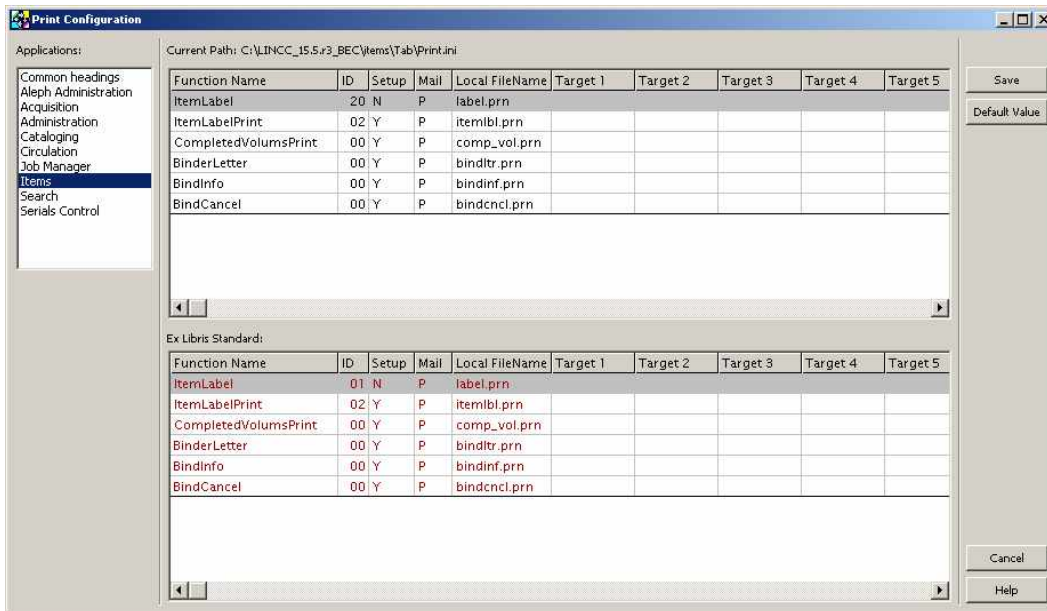 Print Configuration
Applications:
Common headings
Aleph Administration
Acquisition
Administration
Cataloging
Circulation
Job Manager
Items
Search
Serials Control
Current Path: C:\LINCC_15.5.r3_BEC\items\Tab\Print.ini
Function Name ID Setup Mail Local FileName Target 1 Target 2 Target 3 Target 4 Target 5
ItemLabel 20 N P label.prn
ItemLabelPrint 02 Y P itemlbl.prn
CompletedVolumsPrint 00 Y P comp_vol.prn
BinderLetter 00 Y P bindltr.prn
BindInfo 00 Y P bindinf.prn
BindCancel 00 Y P bindcncl.prn
Ex Libris Standard:
Function Name ID Setup Mail Local FileName Target 1 Target 2 Target 3 Target 4 Target 5
ItemLabel 01 N P label.prn
ItemLabelPrint 02 Y P itemlbl.prn
CompletedVolumsPrint 00 Y P comp_vol.prn
BinderLetter 00 Y P bindltr.prn
BindInfo 00 Y P bindinf.prn
BindCancel 00 Y P bindcncl.prn
Save
Default Value
Cancel
Help